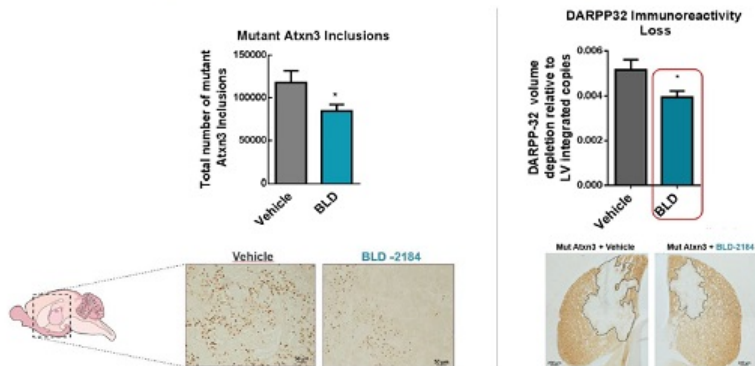 Mutant Atxn3 Inclusions
Total number of mutant
Atxn3 Inclusions
150000
100000
50000
0
*
Vehicle
BLD
Vehicle
BLD -2184
50 µm
DARPP32 Immunoreactivity
Loss
DARPP-32 volume
depletion relative to
LV integrated copies
0.006
0.004
0.002
0.000
*
Vehicle
BLD
Mut Atxn3 + Vehicle
Mut Atxn3 + BLD-2184